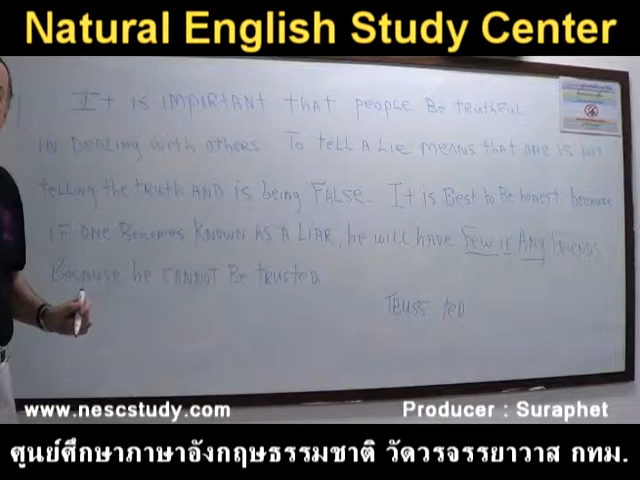 Natural English Study Center
It is IMPORTANT that people Be truthful
IN DEALing with others. To tell A Lie MEANS that one is NOT
telling the truth AND is being FALSE. It is Best to Be honest because
IF ONE Becomes KNOWN AS A LIAR, he will have FEW IF ANY FRIENDS
Because he CANNOT Be trusted
TRUSS tED
www.nescstudy.com
Producer : Suraphet
ศูนย์ศึกษาภาษาอังกฤษธรรมชาติ วัดวรจรรยาวาส กทม.